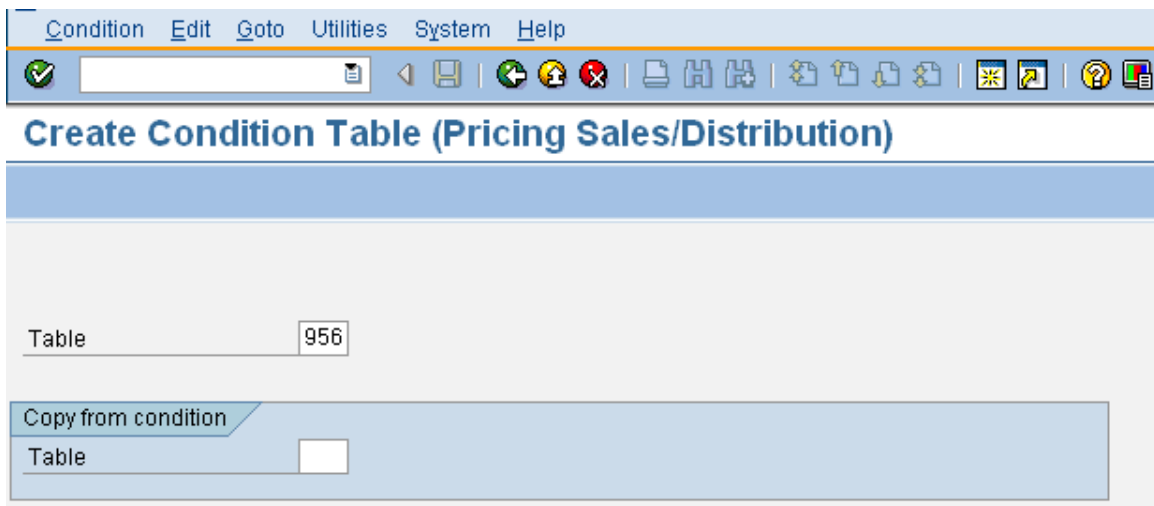 Condition Edit Goto Utilities System Help
Create Condition Table (Pricing Sales/Distribution)
Table 956
Copy from condition
Table